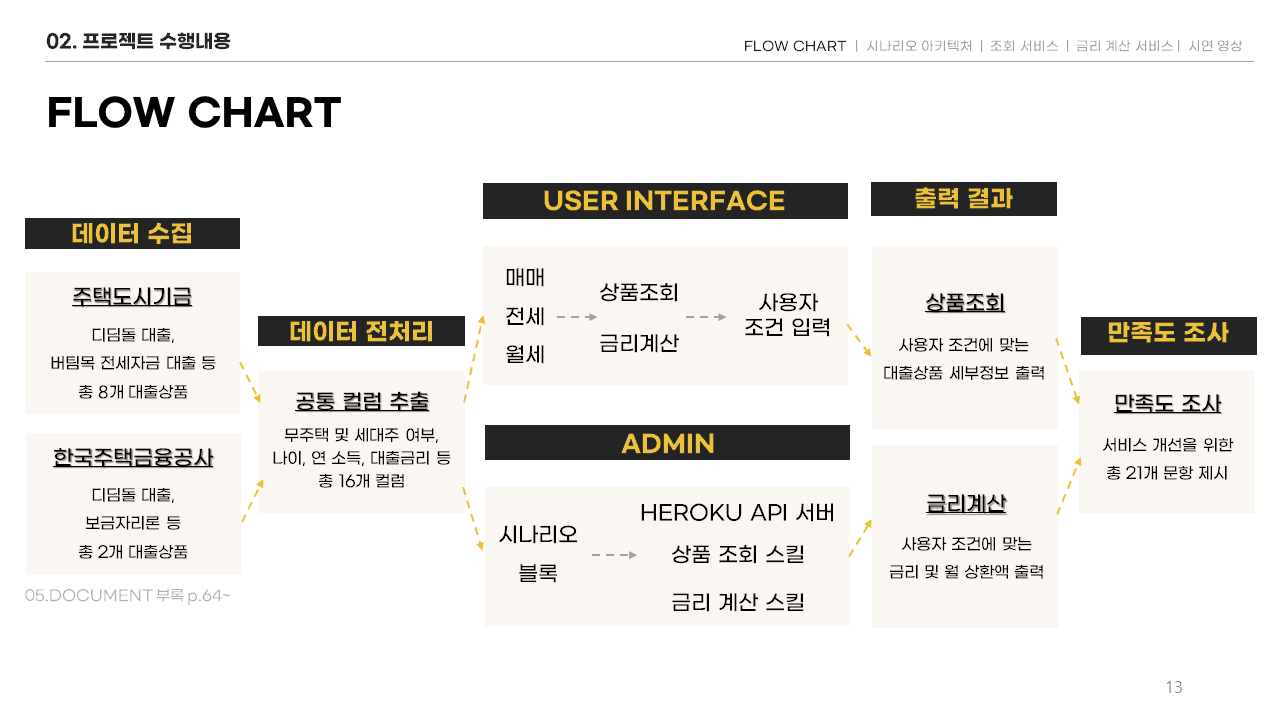 02. 프로젝트 수행내용
FLOW CHART | 시나리오 아키텍처 | 조회 서비스 | 금리 계산 서비스 | 시연 영상
FLOW CHART
데이터 수집
주택도시기금
디딤돌 대출,
버팀목 전세자금 대출 등
총 8개 대출상품
한국주택금융공사
디딤돌 대출,
보금자리론 등
총 2개 대출상품
05.DOCUMENT 부록 p.64~
데이터 전처리
공통 컬럼 추출
무주택 및 세대주 여부,
나이, 연 소득, 대출금리 등
총 16개 컬럼
USER INTERFACE
매매
전세
월세
상품조회
금리계산
사용자
조건 입력
ADMIN
시나리오
블록
HEROKU API 서버
상품 조회 스킬
금리 계산 스킬
출력 결과
상품조회
사용자 조건에 맞는
대출상품 세부정보 출력
금리계산
사용자 조건에 맞는
금리 및 월 상환액 출력
만족도 조사
만족도 조사
서비스 개선을 위한
총 21개 문항 제시
13